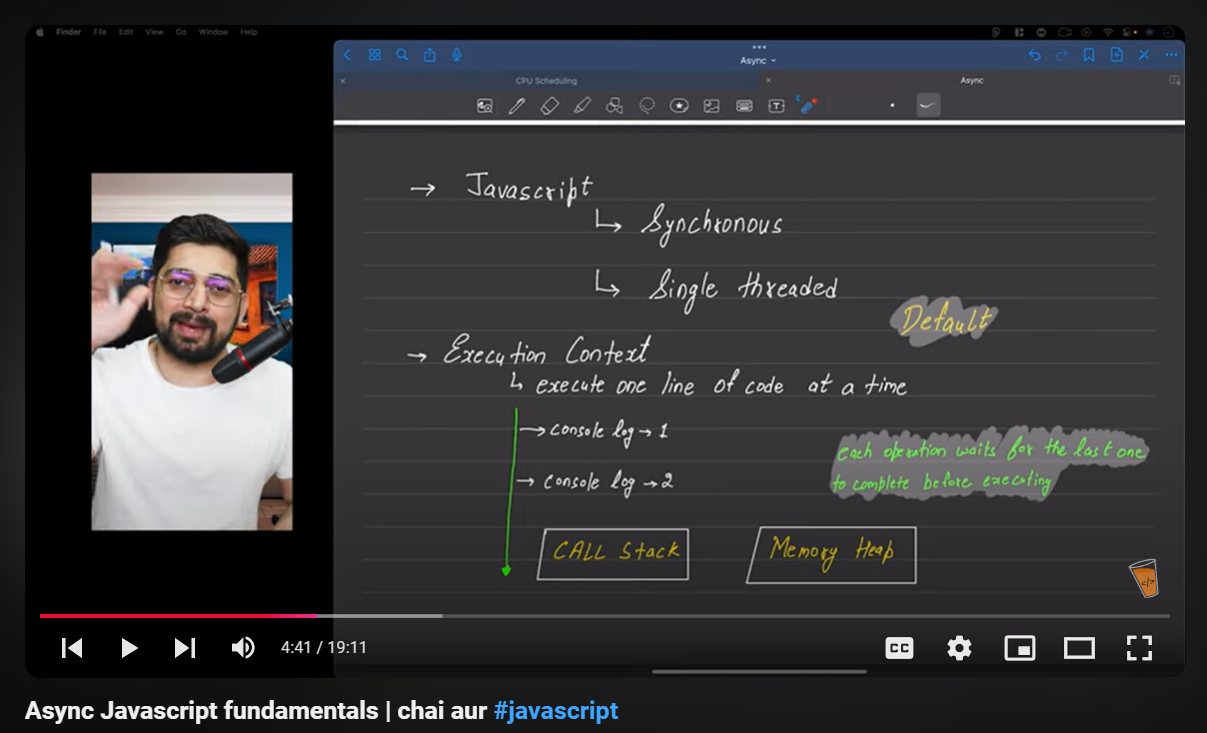 Finder File Edit View Go Window Help
Async
CPU Scheduling
Async
→ Javascript
↳ Synchronous
↳ Single threaded
Default
→ Execution Context
↳ execute one line of code at a time
→ console log → 1
each operation waits for the last one
→ console log → 2
to complete before executing
CALL Stack
Memory Heap
</>
4:41 / 19:11
CC
Async Javascript fundamentals | chai aur #javascript